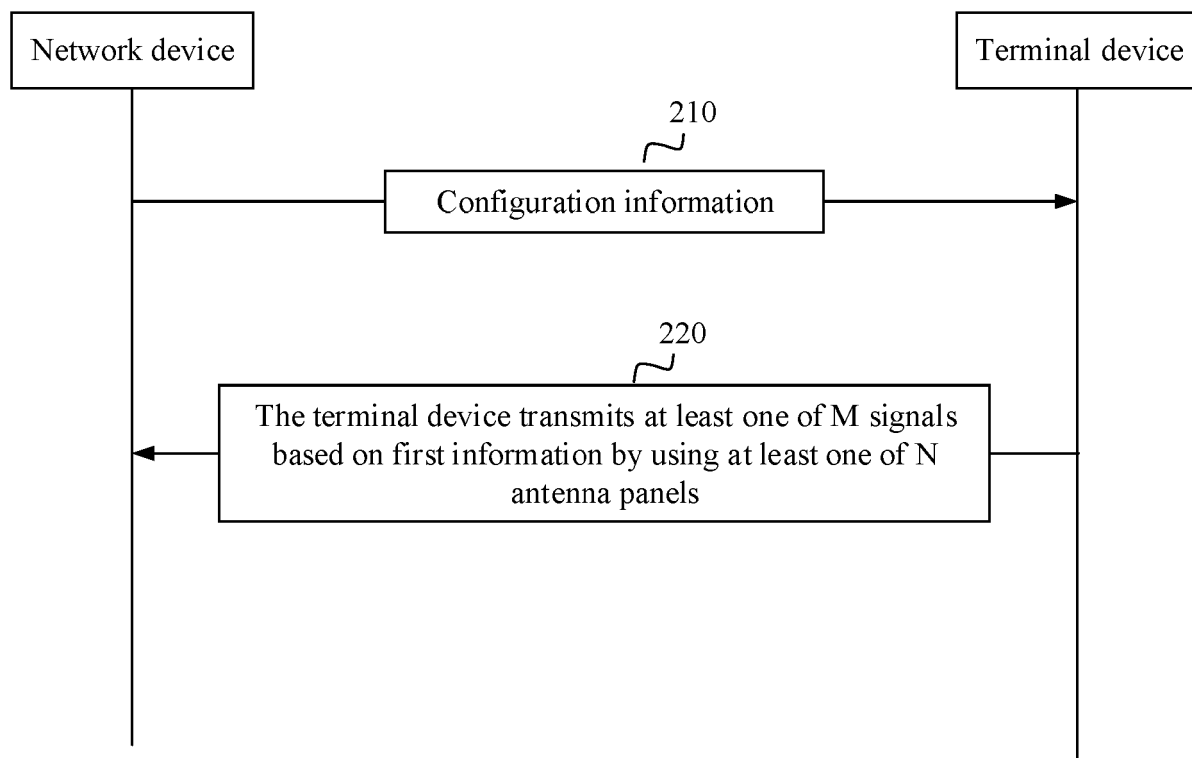 Network device
Terminal device
210
Configuration information
220
The terminal device transmits at least one of M signals
based on first information by using at least one of N
antenna panels